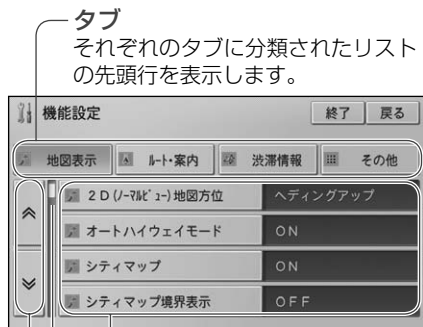 タブ
それぞれのタブに分類されたリスト
の先頭行を表示します。
機能設定 終了 戻る
地図表示 ルート・案内 渋滞情報 その他
2D(ノーマルビュー)地図方位 ヘディングアップ
オートハイウェイモード ON
シティマップ ON
シティマップ境界表示 OFF